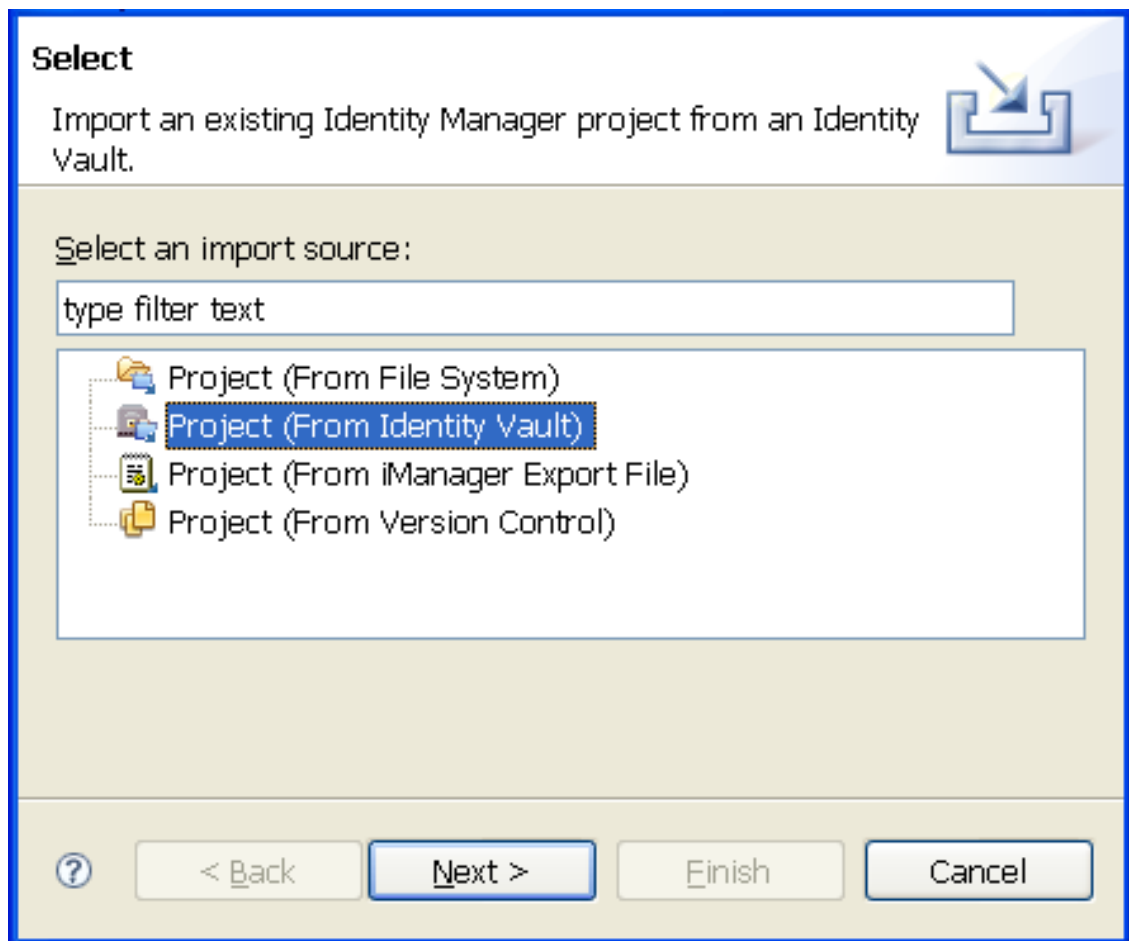 Select
Import an existing Identity Manager project from an Identity
Vault.
Select an import source:
type filter text
Project (From File System)
Project (From Identity Vault)
Project (From iManager Export File)
Project (From Version Control)
?
< Back
Next >
Finish
Cancel